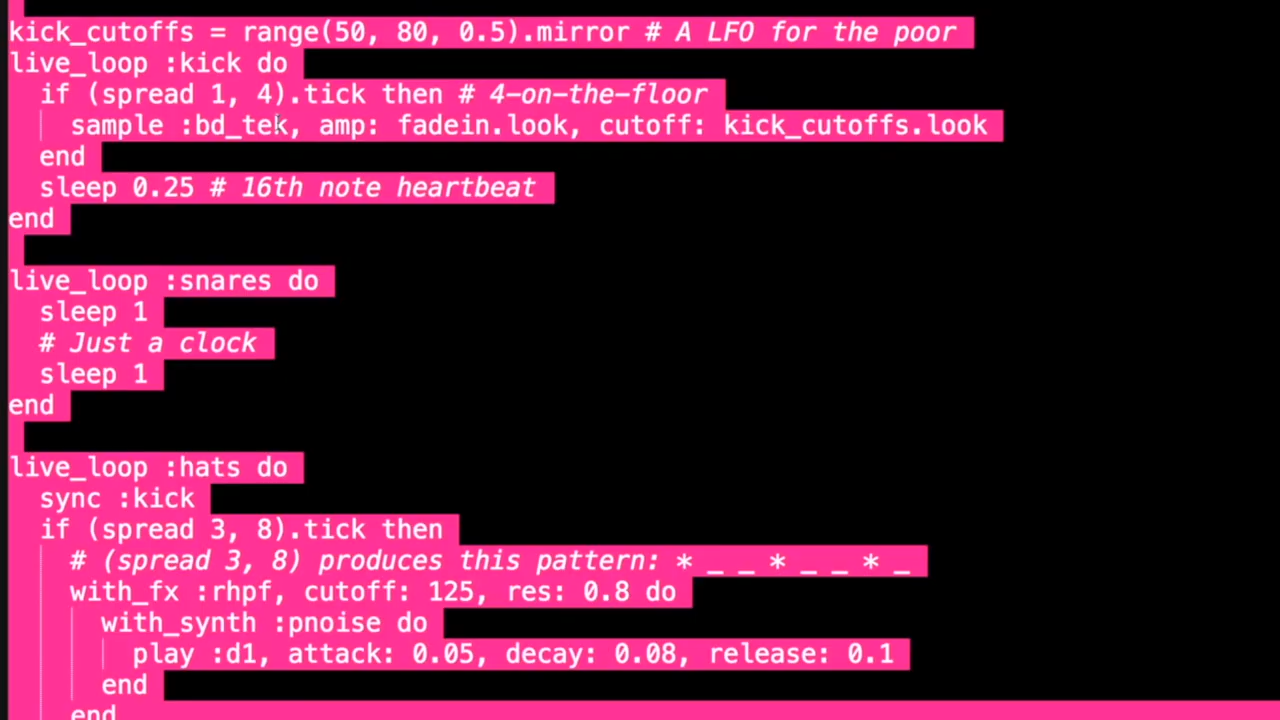 kick_cutoffs = range(50, 80, 0.5).mirror # A LFO for the poor
live_loop :kick do
  if (spread 1, 4).tick then # 4-on-the-floor
    sample :bd_tek, amp: fadein.look, cutoff: kick_cutoffs.look
  end
  sleep 0.25 # 16th note heartbeat
end

live_loop :snares do
  sleep 1
  # Just a clock
  sleep 1
end

live_loop :hats do
  sync :kick
  if (spread 3, 8).tick then
    # (spread 3, 8) produces this pattern: * _ _ * _ _ * _
    with_fx :rhpf, cutoff: 125, res: 0.8 do
      with_synth :pnoise do
        play :d1, attack: 0.05, decay: 0.08, release: 0.1
      end
    end